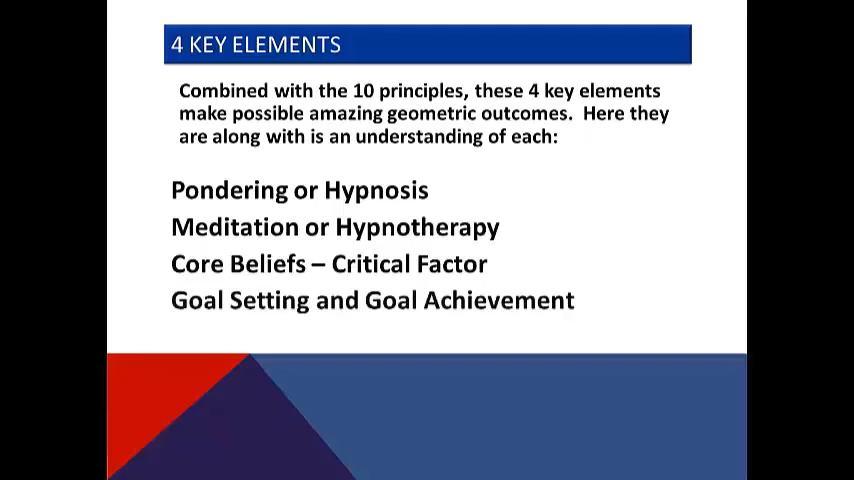 4 KEY ELEMENTS
Combined with the 10 principles, these 4 key elements
make possible amazing geometric outcomes.  Here they
are along with is an understanding of each:
Pondering or Hypnosis
Meditation or Hypnotherapy
Core Beliefs – Critical Factor
Goal Setting and Goal Achievement